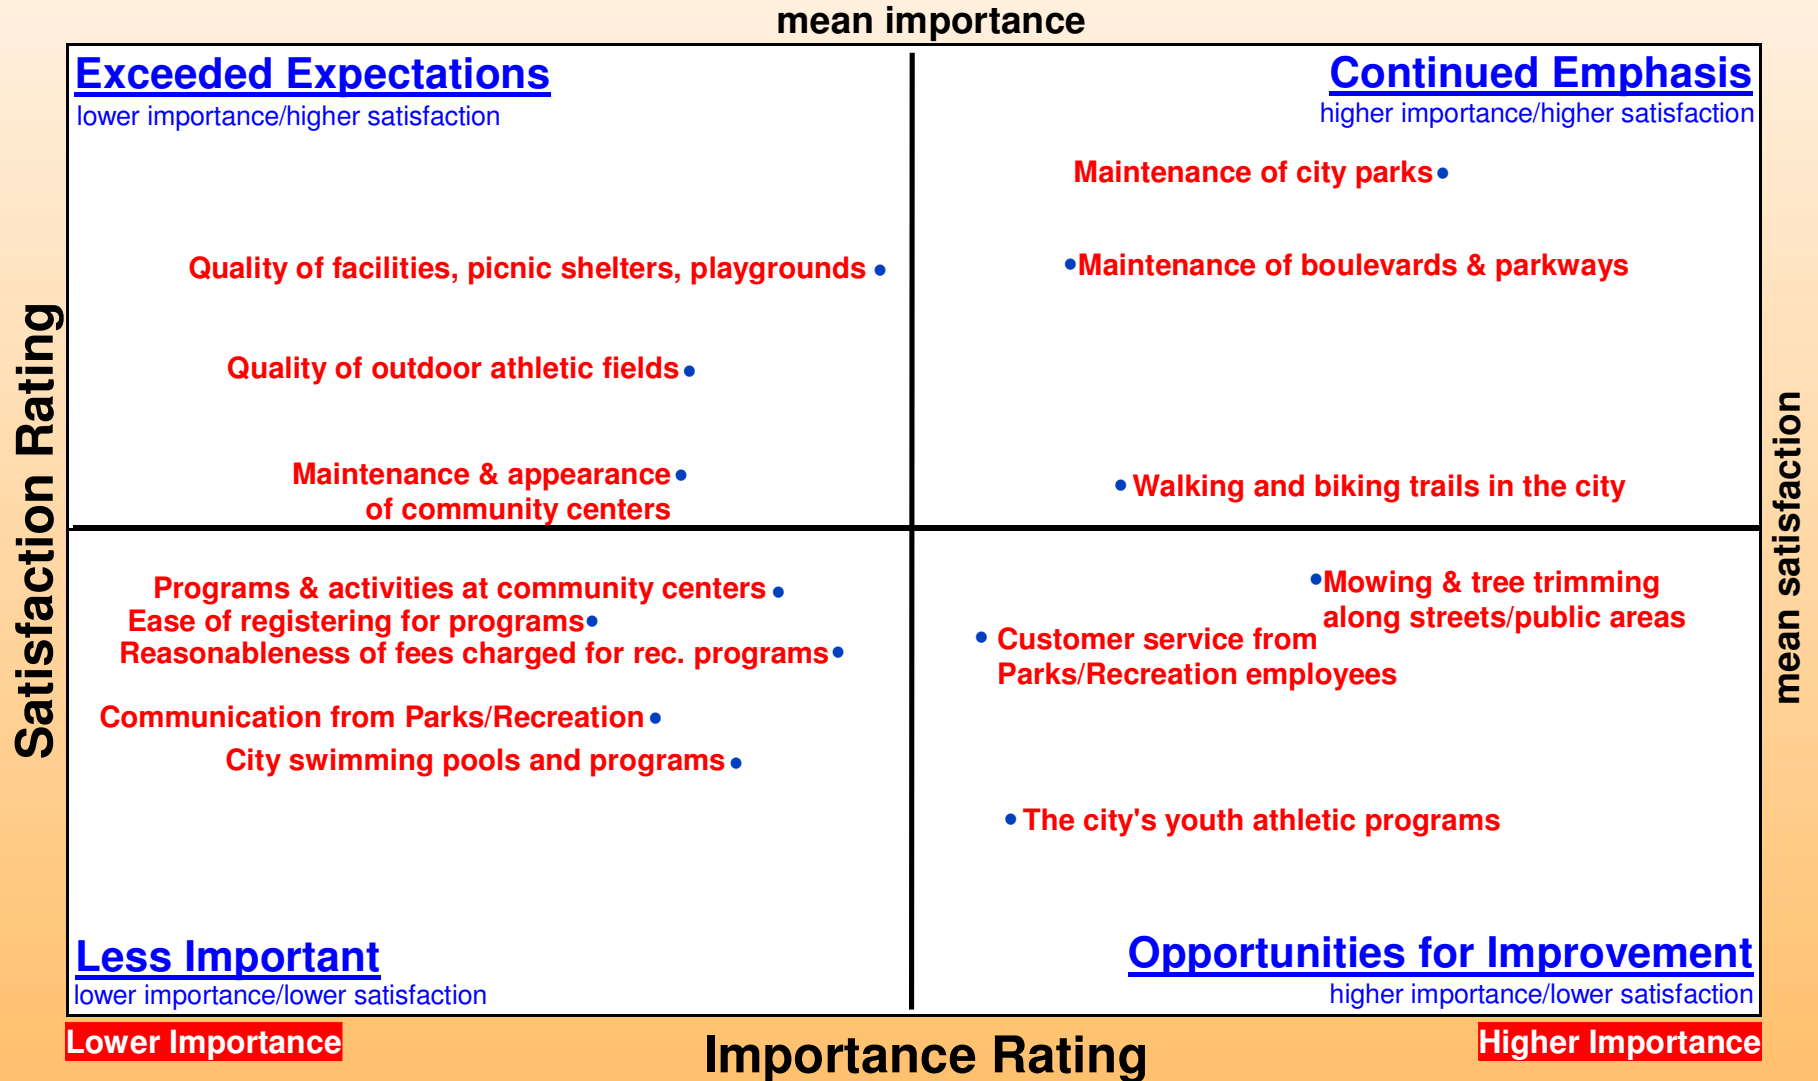 mean importance
Exceeded Expectations
lower importance/higher satisfaction
Continued Emphasis
higher importance/higher satisfaction
Maintenance of city parks
Quality of facilities, picnic shelters, playgrounds
Maintenance of boulevards & parkways
Quality of outdoor athletic fields
Maintenance & appearance
of community centers
Walking and biking trails in the city
Satisfaction Rating
mean satisfaction
Programs & activities at community centers
Ease of registering for programs
Reasonableness of fees charged for rec. programs
Communication from Parks/Recreation
City swimming pools and programs
Mowing & tree trimming
along streets/public areas
Customer service from
Parks/Recreation employees
The city's youth athletic programs
Less Important
lower importance/lower satisfaction
Opportunities for Improvement
higher importance/lower satisfaction
Lower Importance
Importance Rating
Higher Importance